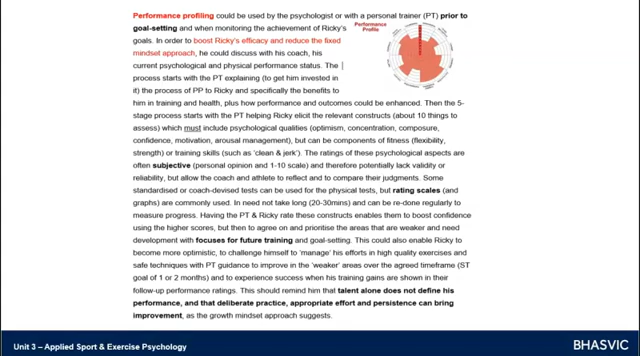 Performance profiling could be used by the psychologist or with a personal trainer (PT) prior to
goal-setting and when monitoring the achievement of Ricky's
goals. In order to boost Ricky's efficacy and reduce the fixed
mindset approach, he could discuss with his coach, his
current psychological and physical performance status. The
process starts with the PT explaining (to get him invested in
it) the process of PP to Ricky and specifically the benefits to
him in training and health, plus how performance and outcomes could be enhanced. Then the 5-
stage process starts with the PT helping Ricky elicit the relevant constructs (about 10 things to
assess) which must include psychological qualities (optimism, concentration, composure,
confidence, motivation, arousal management), but can be components of fitness (flexibility,
strength) or training skills (such as 'clean & jerk'). The ratings of these psychological aspects are
often subjective (personal opinion and 1-10 scale) and therefore potentially lack validity or
reliability, but allow the coach and athlete to reflect and to compare their judgments. Some
standardised or coach-devised tests can be used for the physical tests, but rating scales (and
graphs) are commonly used. In need not take long (20-30mins) and can be re-done regularly to
measure progress. Having the PT & Ricky rate these constructs enables them to boost confidence
using the higher scores, but then to agree on and prioritise the areas that are weaker and need
development with focuses for future training and goal-setting. This could also enable Ricky to
become more optimistic, to challenge himself to 'manage' his efforts in high quality exercises and
safe techniques with PT guidance to improve in the 'weaker' areas over the agreed timeframe (ST
goal of 1 or 2 months) and to experience success when his training gains are shown in their
follow-up performance ratings. This should remind him that talent alone does not define his
performance, and that deliberate practice, appropriate effort and persistence can bring
improvement, as the growth mindset approach suggests.
Performance
Profile
Unit 3 – Applied Sport & Exercise Psychology
BHASVIC